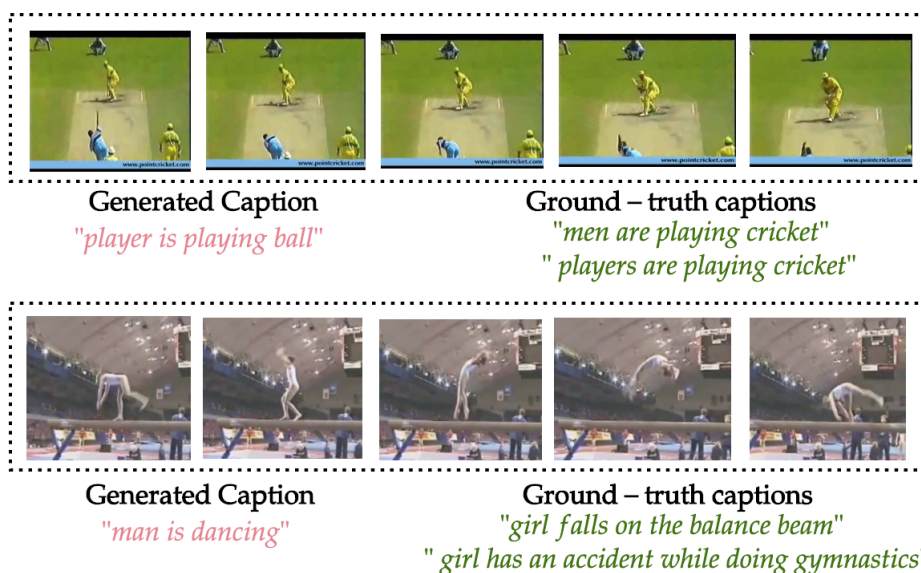 www.pointcricket.com
www.pointcricket.com
www.pointcricket.com
www.pointcricket.com
www.pointcricket.com
Generated Caption
Ground – truth captions
"player is playing ball"
"men are playing cricket"
" players are playing cricket"
Generated Caption
Ground – truth captions
"man is dancing"
"girl falls on the balance beam"
" girl has an accident while doing gymnastics